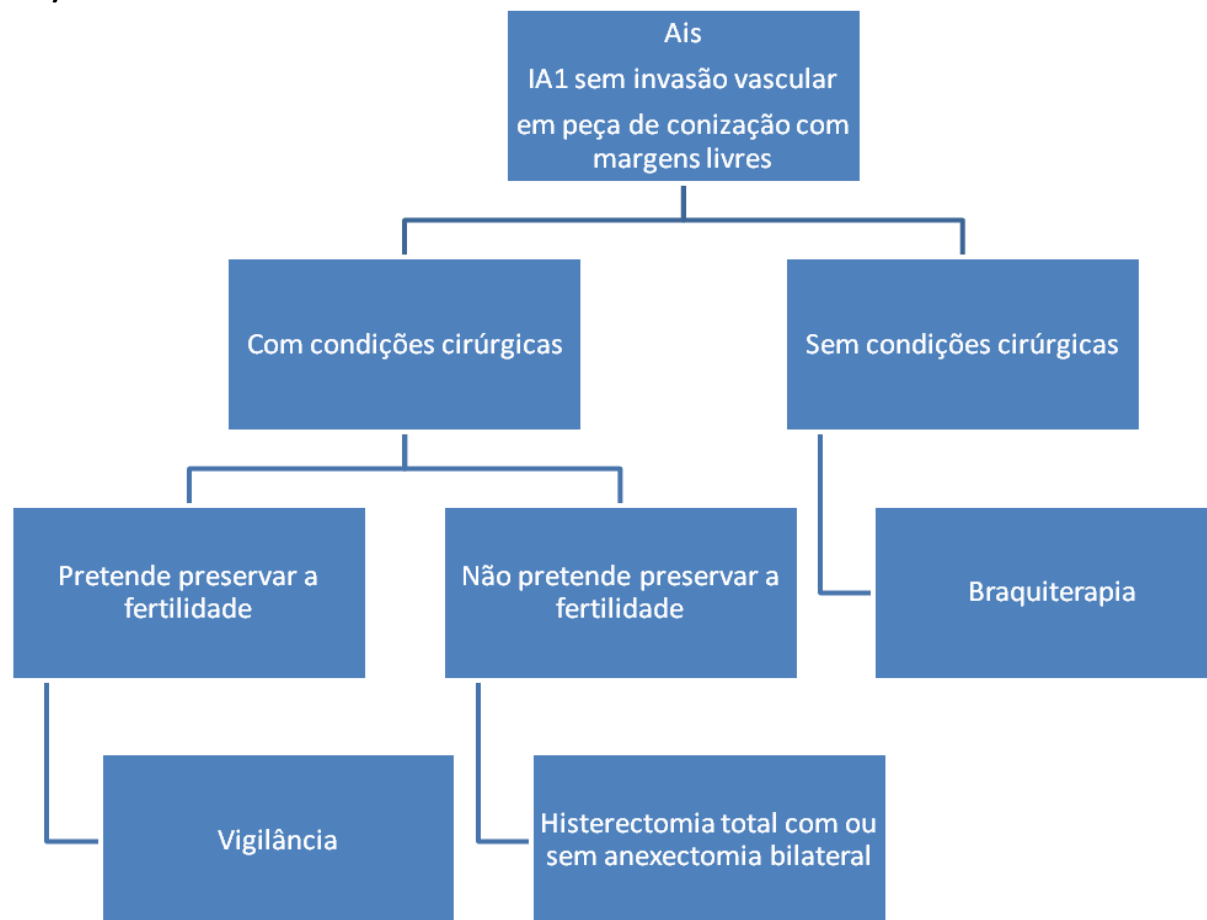 Ais
IA1 sem invasão vascular
em peça de conização com
margens livres
Com condições cirúrgicas
Sem condições cirúrgicas
Pretende preservar a
fertilidade
Não pretende preservar a
fertilidade
Braquiterapia
Vigilância
Histerectomia total com ou
sem anexectomia bilateral